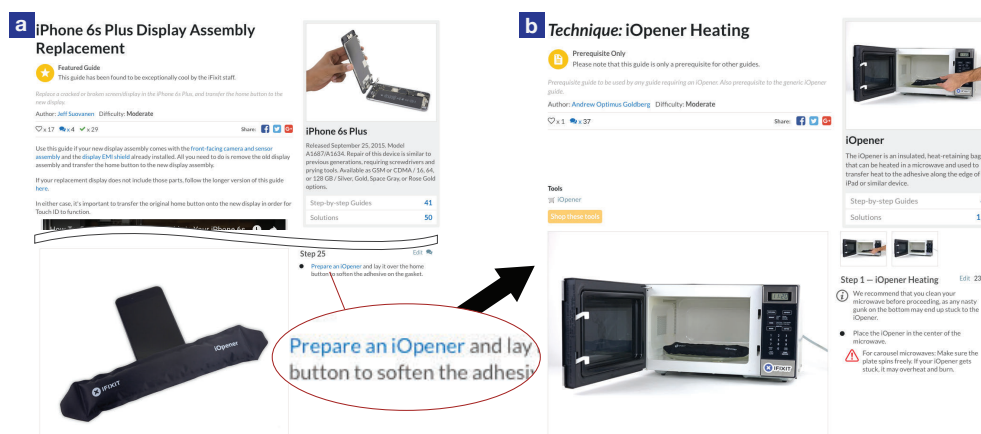 a
iPhone 6s Plus Display Assembly
Replacement
Featured Guide
This guide has been found to be exceptionally cool by the iFixit staff.
Replace a cracked or broken screen/display in the iPhone 6s Plus, and transfer the home button to the
new display.
Author: Jeff Suovanen Difficulty: Moderate
x 17 x 4 x 29
Share:
Use this guide if your new display assembly comes with the front-facing camera and sensor
assembly and the display EMI shield already installed. All you need to do is remove the old display
assembly and transfer the home button to the new display assembly.
If your replacement display does not include those parts, follow the longer version of this guide
here.
In either case, it's important to transfer the original home button onto the new display in order for
Touch ID to function.
iPhone 6s Plus
Released September 25, 2015. Model
A1687/A1634. Repair of this device is similar to
previous generations, requiring screwdrivers and
prying tools. Available as GSM or CDMA / 16, 64,
or 128 GB / Silver, Gold, Space Gray, or Rose Gold
options.
Step-by-step Guides 41
Solutions 50
Step 25 Edit
Prepare an iOpener and lay it over the home
button to soften the adhesive on the gasket.
iOpener
IFIXIT
Prepare an iOpener and lay
button to soften the adhesiv
b
Technique: iOpener Heating
Prerequisite Only
Please note that this guide is only a prerequisite for other guides.
Prerequisite guide to be used by any guide requiring an iOpener. Also prerequisite to the generic iOpener
guide.
Author: Andrew Optimus Goldberg Difficulty: Moderate
x 1 x 37
Share:
Tools
iOpener
Shop these tools
IFIXIT
iOpener
The iOpener is an insulated, heat-retaining bag
that can be heated in a microwave and used to
transfer heat to the adhesive along the edge of
iPad or similar device.
Step-by-step Guides
Solutions
Step 1 — iOpener Heating Edit 23
We recommend that you clean your
microwave before proceeding, as any nasty
gunk on the bottom may end up stuck to the
iOpener.
Place the iOpener in the center of the
microwave.
For carousel microwaves: Make sure the
plate spins freely. If your iOpener gets
stuck, it may overheat and burn.